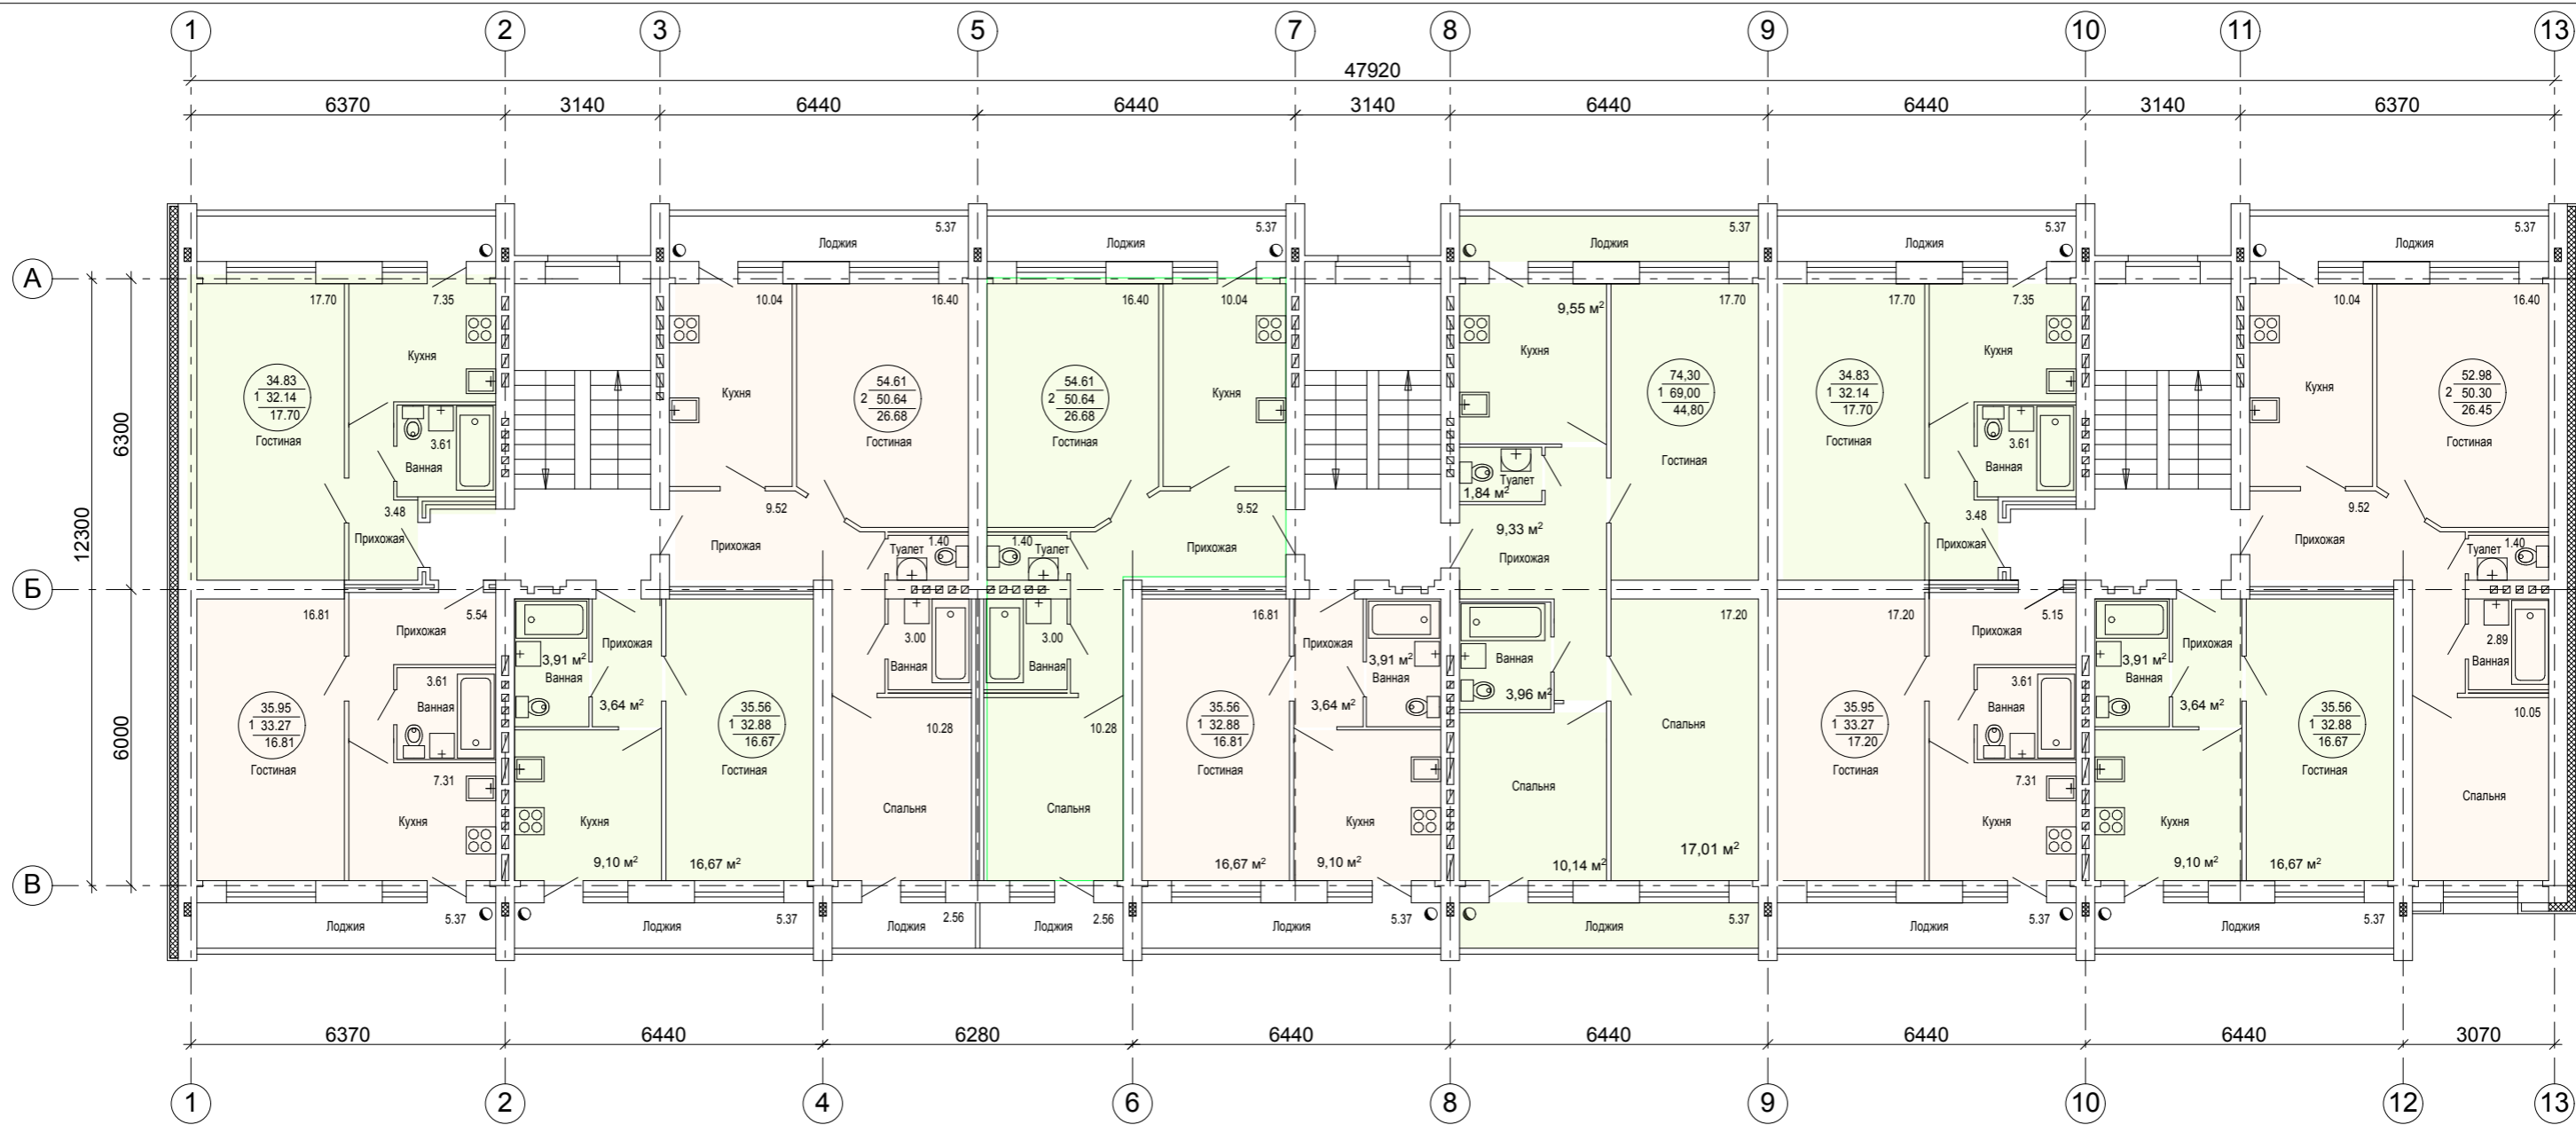 1 2 3 5 7 8 9 10 11 13
47920
6370 3140 6440 6440 3140 6440 6440 3140 6370
5.37 5.37 5.37 5.37 5.37
Лоджия Лоджия Лоджия Лоджия Лоджия
А
17.70 7.35 10.04 16.40 16.40 10.04 9,55 м² 17.70 17.70 7.35 10.04 16.40
Кухня Кухня Кухня Кухня Кухня Кухня
34.83 54.61 54.61 74,30 34.83 52.98
1 32.14 2 50.64 2 50.64 1 69,00 1 32.14 2 50.30
17.70 26.68 26.68 44,80 17.70 26.45
Гостиная Гостиная Гостиная Гостиная Гостиная Гостиная
6300
3.61 3.61
Ванная Ванная
Туалет
1,84 м²
3.48 9.52 9.52 9,33 м² 3.48 9.52
Прихожая Прихожая Прихожая Прихожая Прихожая Прихожая
1.40 1.40 1.40
Туалет Туалет Туалет
12300
Б
16.81 5.54 16.81 17.20 17.20 5.15
Прихожая Прихожая Прихожая Прихожая Прихожая
3.00 3.00 2.89
3,91 м² 3,91 м² 3,91 м²
Ванная Ванная Ванная Ванная Ванная Ванная Ванная
3.61 3.61
Ванная Ванная
3,64 м² 3,64 м² 3,96 м² 3,64 м²
35.95 35.56 35.56 35.95 35.56
1 33.27 1 32.88 1 32.88 1 33.27 1 32.88
16.81 16.67 16.81 17.20 16.67
10.28 10.28 10.05
Спальня
Гостиная Гостиная Гостиная Гостиная Гостиная
6000
7.31 7.31
Спальня Спальня Спальня Спальня
Кухня Кухня Кухня Кухня Кухня
9,10 м² 16,67 м² 16,67 м² 9,10 м² 10,14 м² 17,01 м² 9,10 м² 16,67 м²
В
5.37 5.37 2.56 2.56 5.37 5.37 5.37 5.37
Лоджия Лоджия Лоджия Лоджия Лоджия Лоджия Лоджия Лоджия
6370 6440 6280 6440 6440 6440 6440 3070
1 2 4 6 8 9 10 12 13